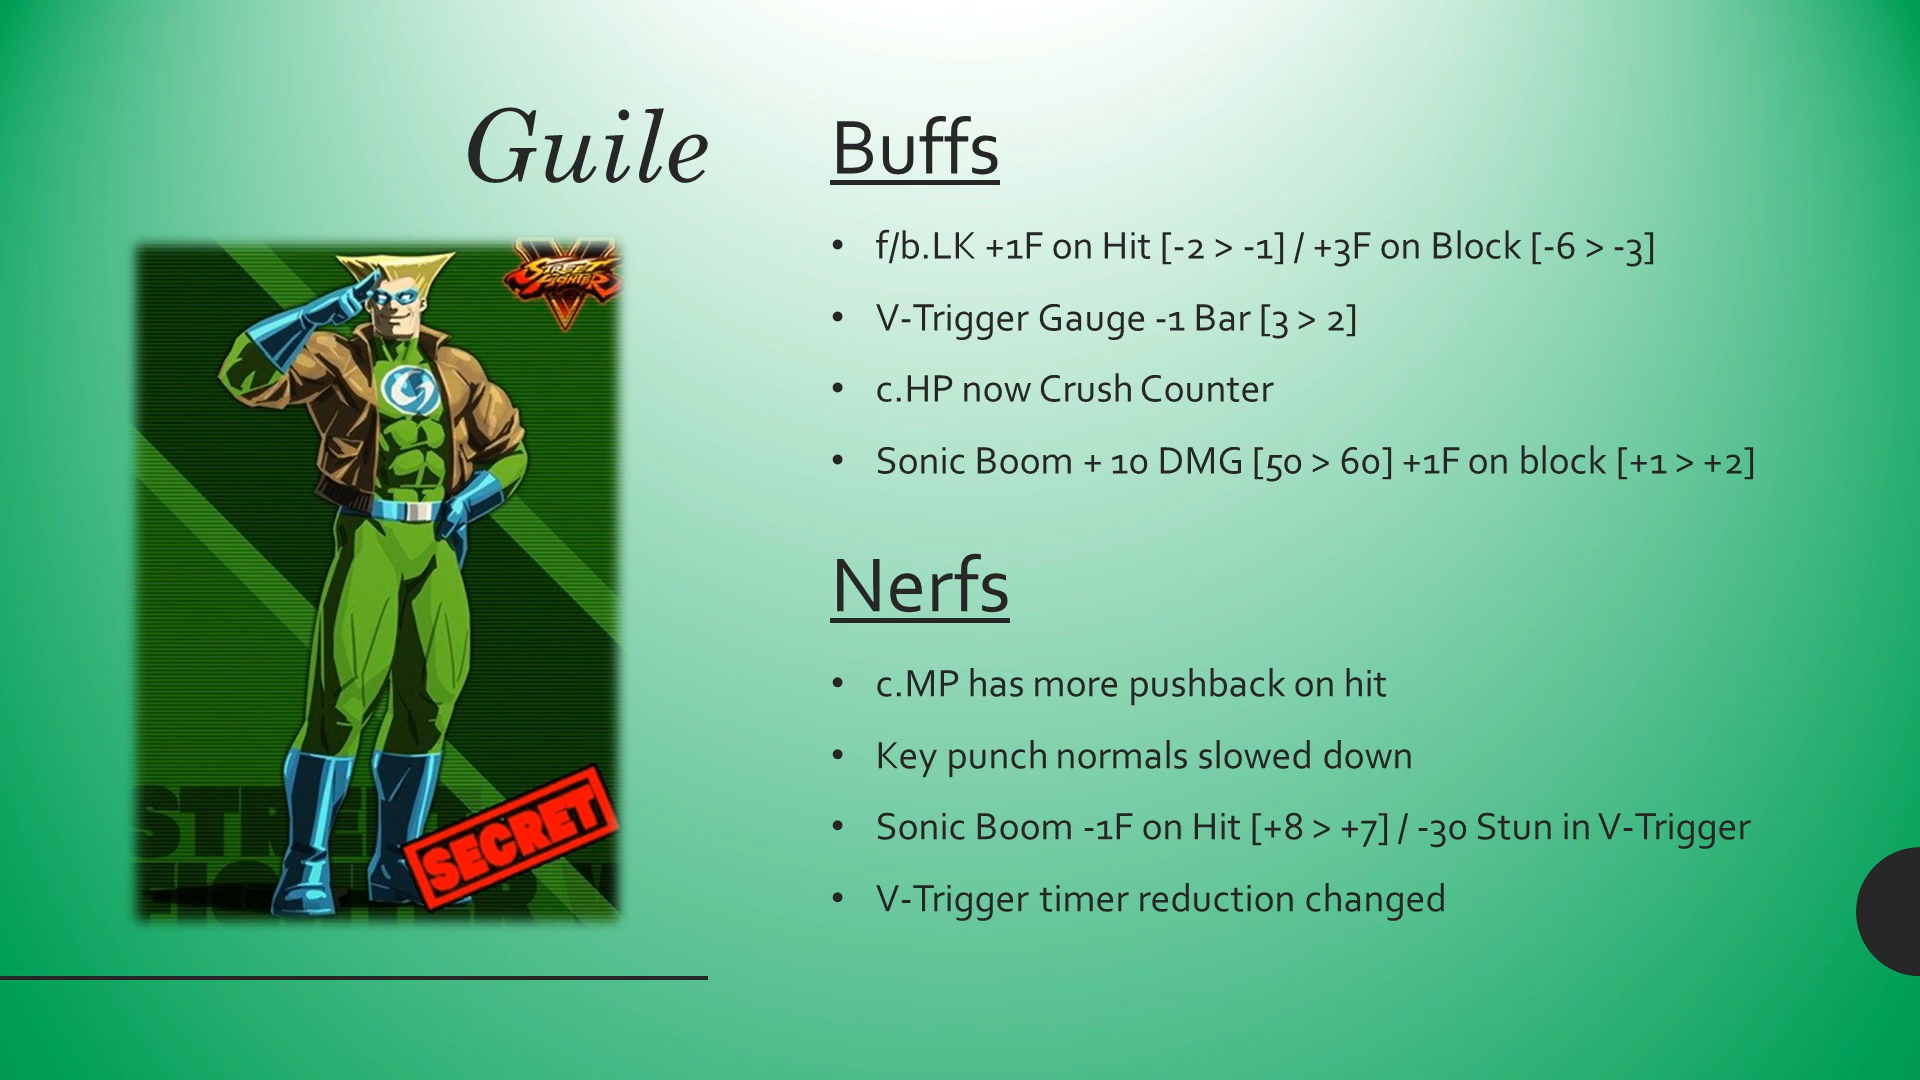 Guile
Buffs
• f/b.LK +1F on Hit [-2 > -1] / +3F on Block [-6 > -3]
• V-Trigger Gauge -1 Bar [3 > 2]
• c.HP now Crush Counter
• Sonic Boom + 10 DMG [50 > 60] +1F on block [+1 > +2]
Nerfs
• c.MP has more pushback on hit
• Key punch normals slowed down
• Sonic Boom -1F on Hit [+8 > +7] / -30 Stun in V-Trigger
• V-Trigger timer reduction changed
STREET
FIGHTER
V
SECRET